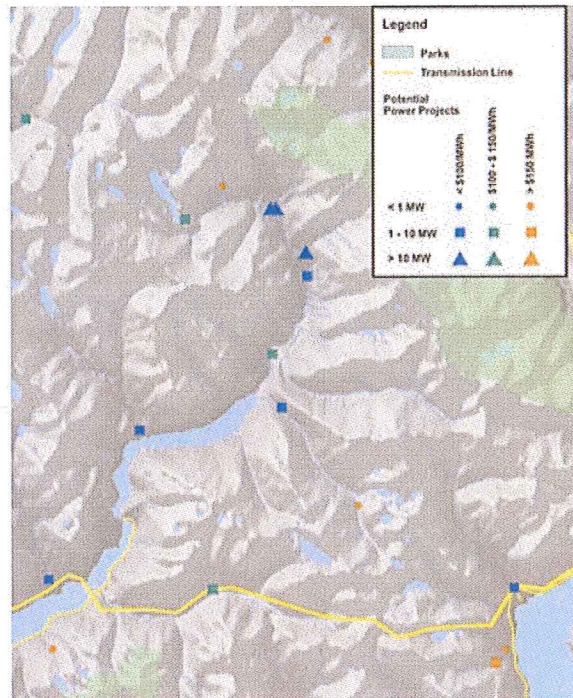 Legend
Parks
Transmission Line
Potential
Power Projects
< $100/MWh
$100 - $ 150/MWh
> $150 MWh
< 1 MW
1 - 10 MW
> 10 MW